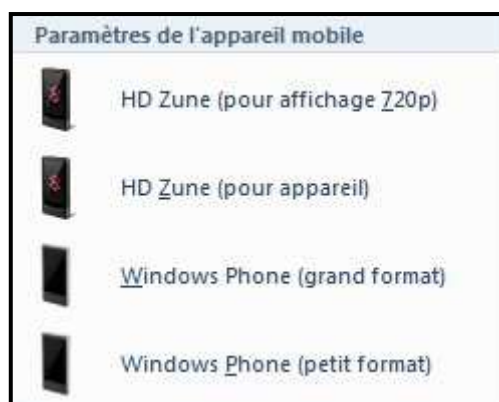 Paramètres de l'appareil mobile
HD Zune (pour affichage 720p)
HD Zune (pour appareil)
Windows Phone (grand format)
Windows Phone (petit format)